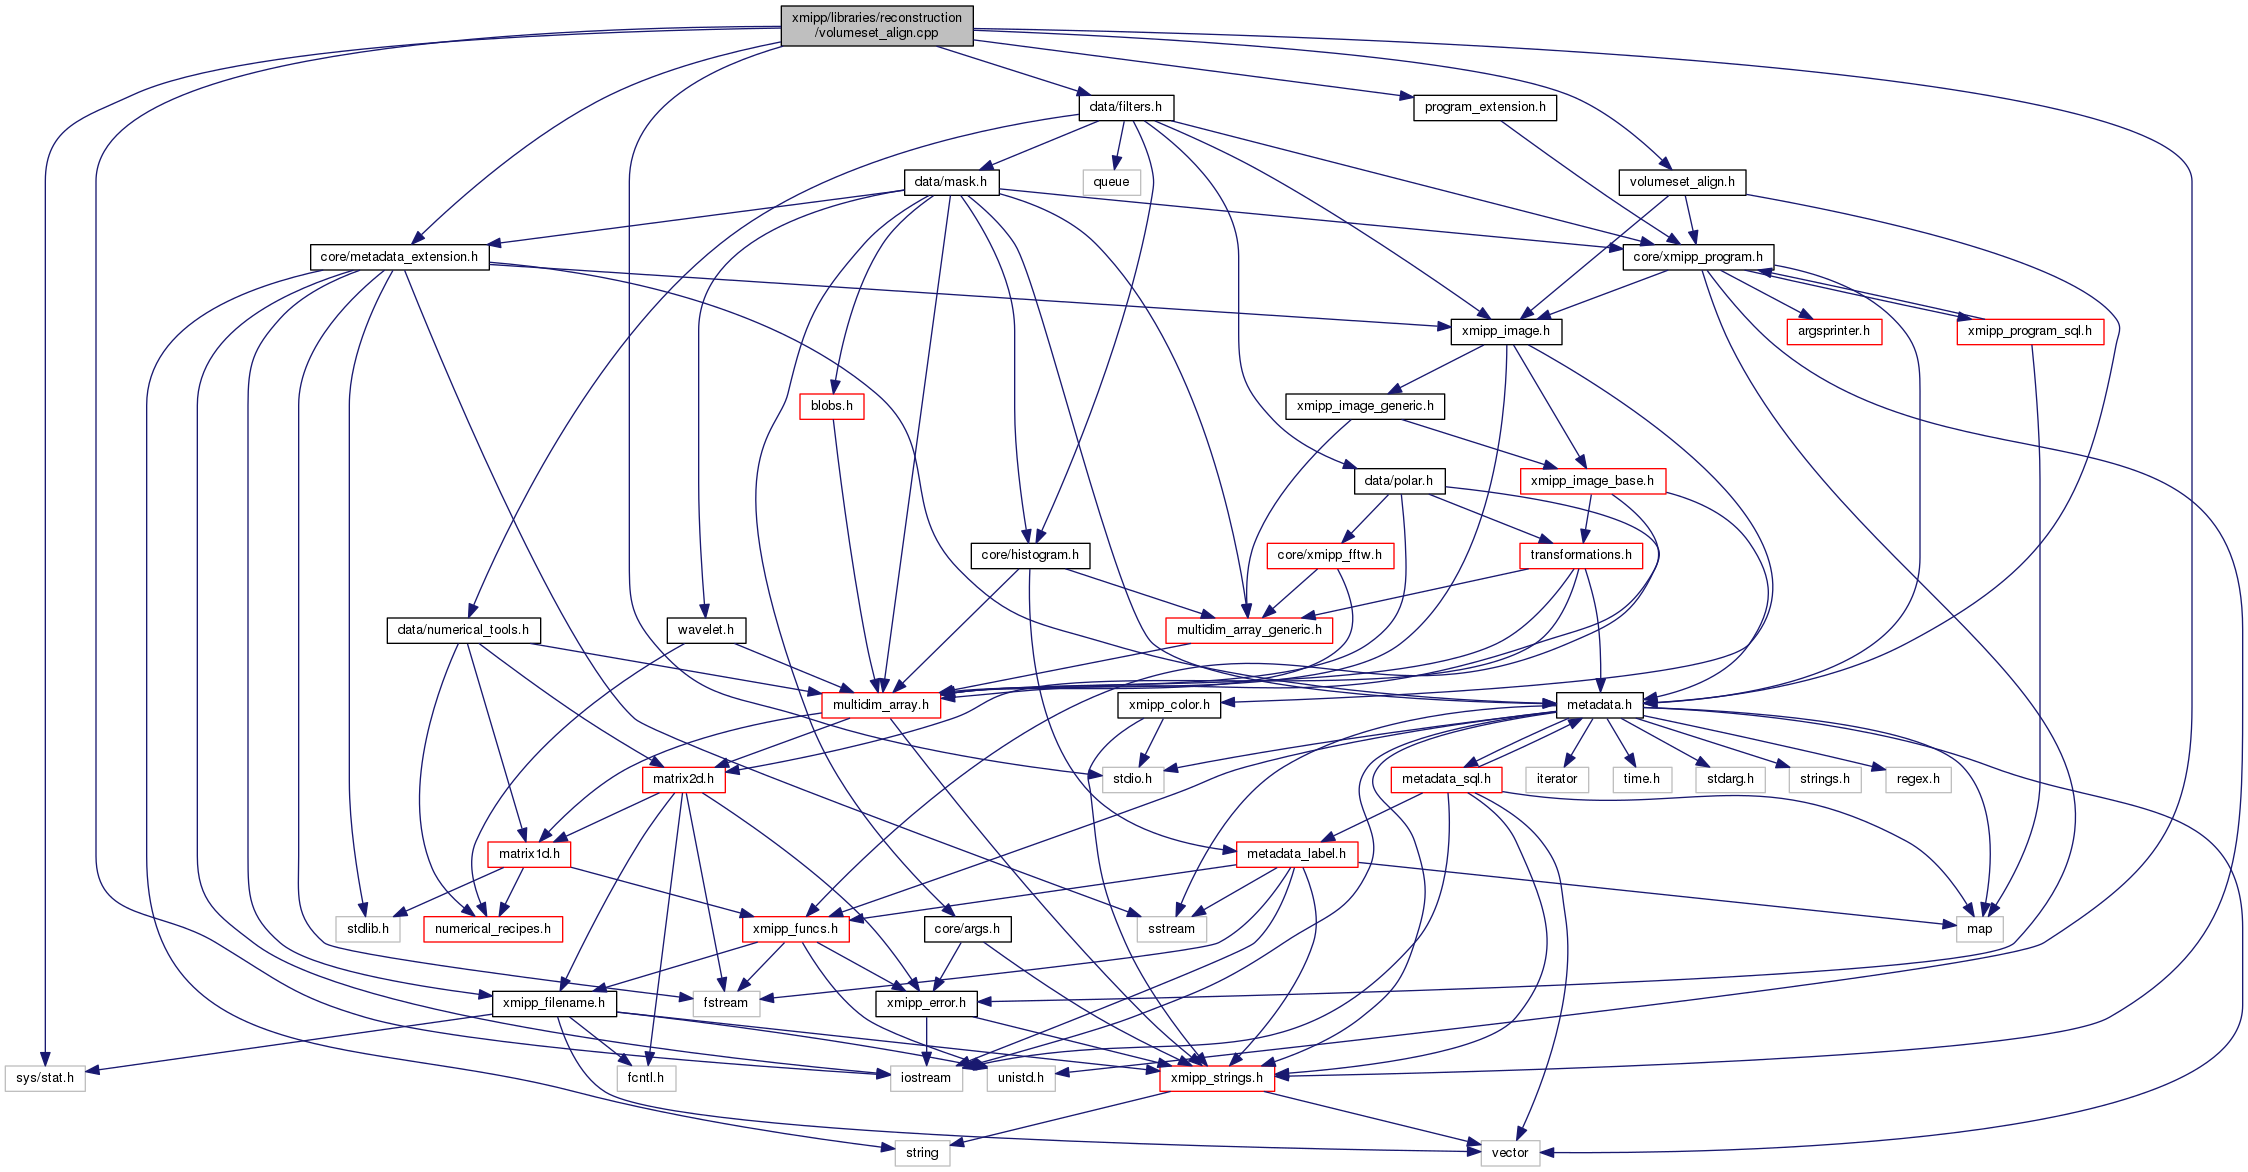 xmipp/libraries/reconstruction
/volumeset_align.cpp
data/filters.h
program_extension.h
data/mask.h
queue
volumeset_align.h
core/metadata_extension.h
core/xmipp_program.h
xmipp_image.h
argsprinter.h
xmipp_program_sql.h
blobs.h
xmipp_image_generic.h
data/polar.h
xmipp_image_base.h
core/histogram.h
core/xmipp_fftw.h
transformations.h
data/numerical_tools.h
wavelet.h
multidim_array_generic.h
multidim_array.h
xmipp_color.h
metadata.h
matrix2d.h
stdio.h
metadata_sql.h
iterator
time.h
stdarg.h
strings.h
regex.h
matrix1d.h
metadata_label.h
stdlib.h
numerical_recipes.h
xmipp_funcs.h
core/args.h
sstream
map
xmipp_filename.h
fstream
xmipp_error.h
sys/stat.h
fcntl.h
iostream
unistd.h
xmipp_strings.h
string
vector